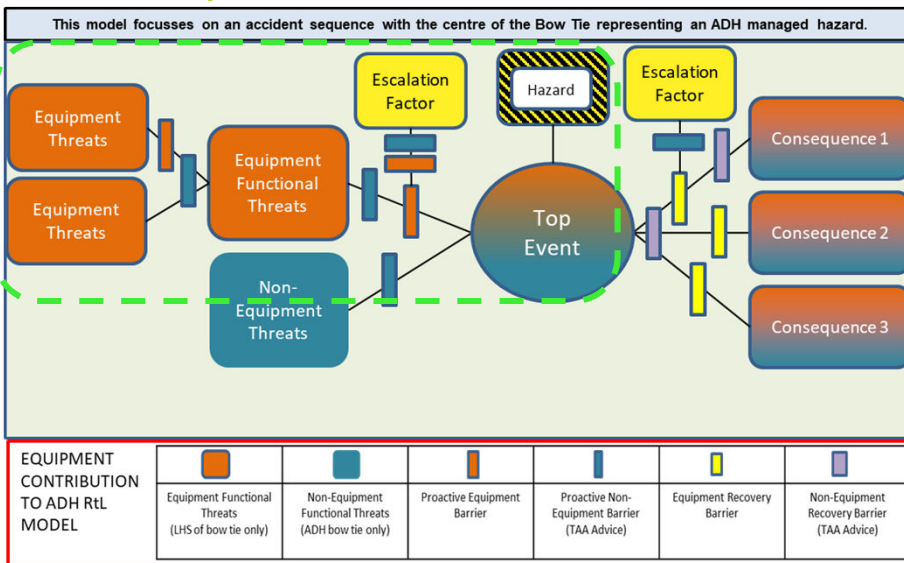 This model focusses on an accident sequence with the centre of the Bow Tie representing an ADH managed hazard.
Escalation
Factor
Hazard
Escalation
Factor
Equipment
Threats
Equipment
Functional
Threats
Consequence 1
Equipment
Threats
Top
Event
Consequence 2
Non-
Equipment
Threats
Consequence 3
EQUIPMENT
CONTRIBUTION
TO ADH RtL
MODEL
Equipment Functional
Threats
(LHS of bow tie only)
Non-Equipment
Functional Threats
(ADH bow tie only)
Proactive Equipment
Barrier
Proactive Non-
Equipment Barrier
(TAA Advice)
Equipment Recovery
Barrier
Non-Equipment
Recovery Barrier
(TAA Advice)